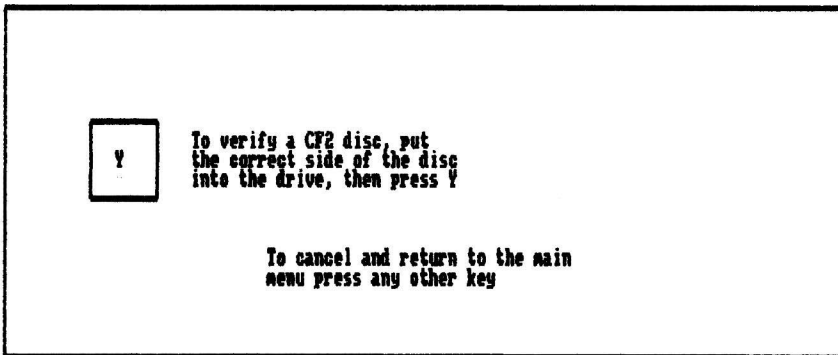 Y
To verify a CF2 disc, put
the correct side of the disc
into the drive, then press Y
To cancel and return to the main
menu press any other key